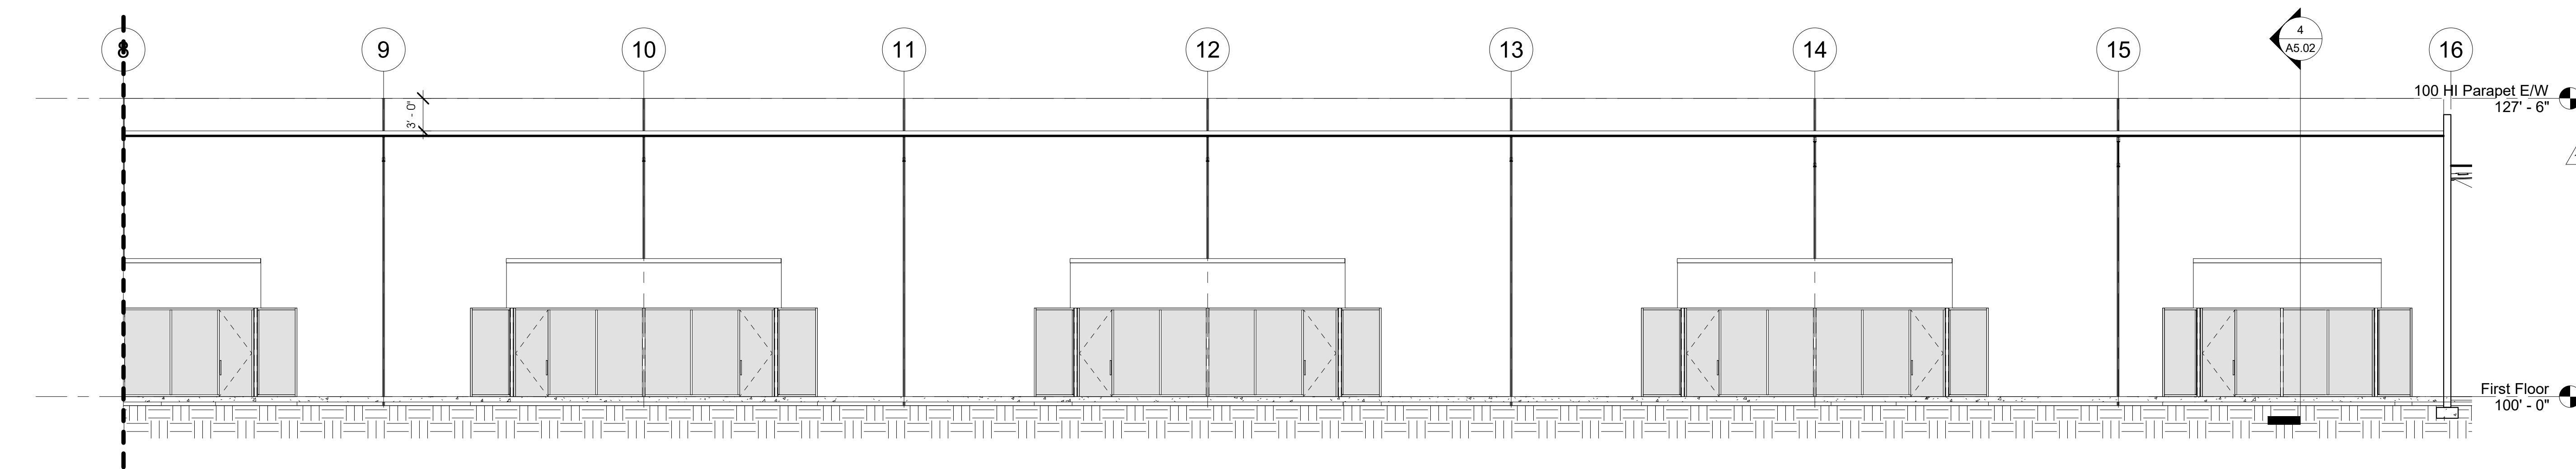 8
9
10
11
12
13
14
15
4
A5.02
16
3' - 0"
100 HI Parapet E/W
127' - 6"
First Floor
100' - 0"